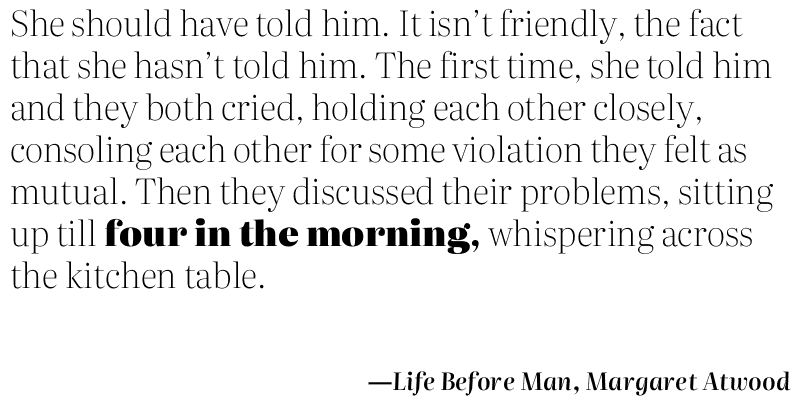 She should have told him. It isn’t friendly, the fact
that she hasn’t told him. The first time, she told him
and they both cried, holding each other closely,
consoling each other for some violation they felt as
mutual. Then they discussed their problems, sitting
up till four in the morning, whispering across
the kitchen table.
—Life Before Man, Margaret Atwood